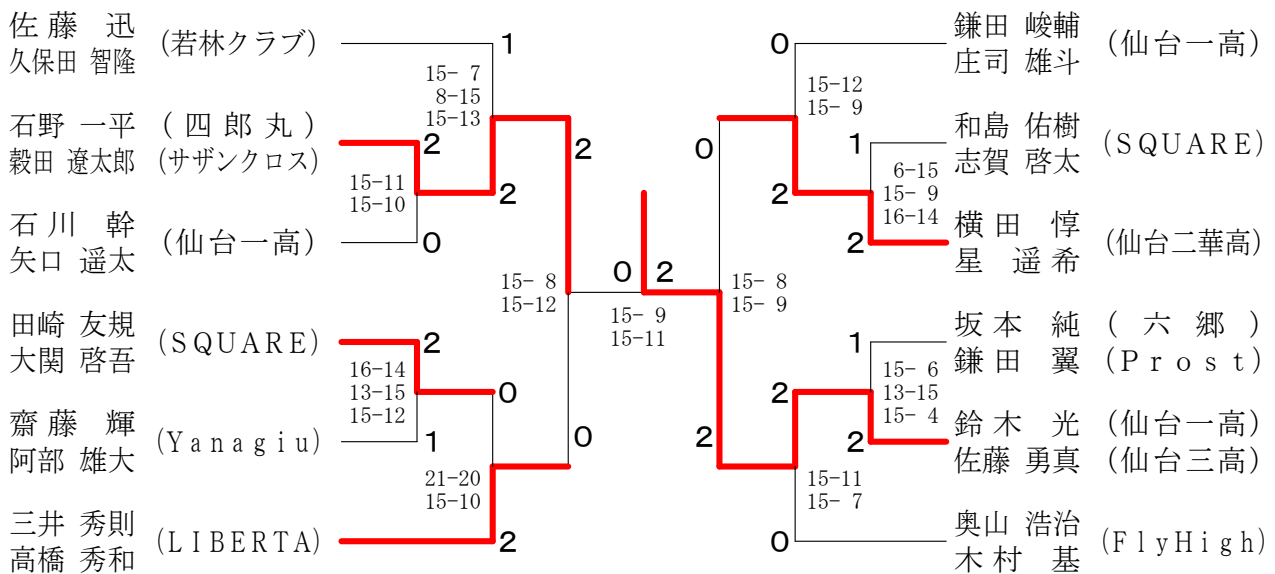 佐藤 迅 (若林クラブ)
久保田 智隆
1
15- 7
8-15
15-13
石野 一平 (四郎丸)
穀田 遼太郎 (サザンクロス)
2
15-11
15-10
2
石川 幹 (仙台一高)
矢口 遥太
0
2
15- 8
15-12
田崎 友規 (SQUARE)
大関 啓吾
2
16-14
13-15
15-12
0
齋藤 輝 (Yanagiu)
阿部 雄大
1
0
21-20
15-10
三井 秀則 (LIBERTA)
高橋 秀和
2
0 2
15- 9
15-11
0
鎌田 峻輔 (仙台一高)
庄司 雄斗
15-12
15- 9
0
1
和島 佑樹 (SQUARE)
志賀 啓太
6-15
15- 9
16-14
2
2
横田 惇 (仙台二華高)
星 遥希
15- 8
15- 9
1
坂本 純 (六郷)
鎌田 翼 (Prost)
15- 6
13-15
15- 4
2
2
2
鈴木 光 (仙台一高)
佐藤 勇真 (仙台三高)
15-11
15- 7
0
奥山 浩治 (FlyHigh)
木村 基